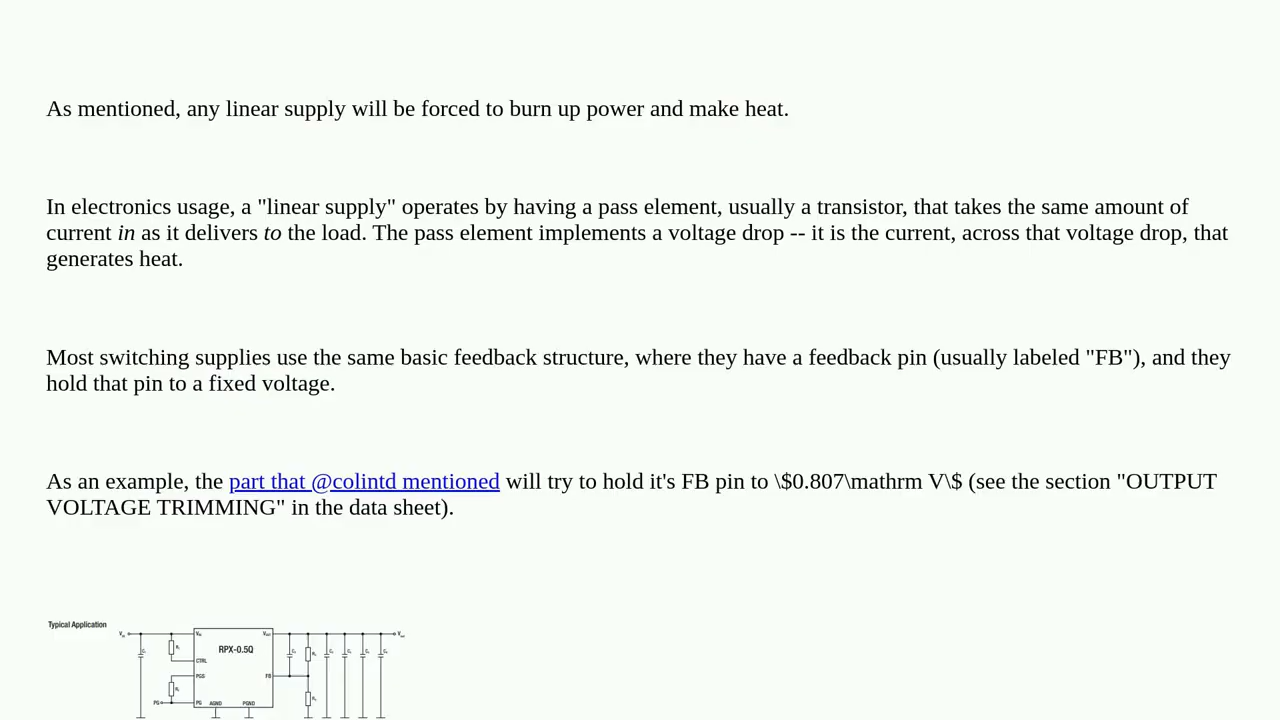 As mentioned, any linear supply will be forced to burn up power and make heat.
In electronics usage, a "linear supply" operates by having a pass element, usually a transistor, that takes the same amount of
current in as it delivers to the load. The pass element implements a voltage drop -- it is the current, across that voltage drop, that
generates heat.
Most switching supplies use the same basic feedback structure, where they have a feedback pin (usually labeled "FB"), and they
hold that pin to a fixed voltage.
As an example, the part that @colintd mentioned will try to hold it's FB pin to \$0.807\mathrm V\$ (see the section "OUTPUT
VOLTAGE TRIMMING" in the data sheet).
Typical Application
RPX-0.5Q
CTRL
PGS
FB
PG
PG
AGND
PGND